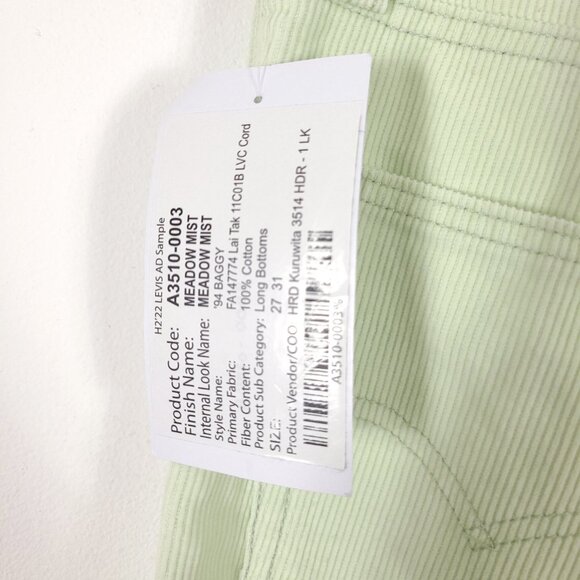 H2'22 LEVIS AD Sample
Product Code: A3510-0003
Finish Name: MEADOW MIST
Internal Look Name: MEADOW MIST
Style Name: '94 BAGGY
Primary Fabric: FA147774 Lai Tak 11C01B LVC Cord
Fiber Content: 100% Cotton
Product Sub Category: Long Bottoms
SIZE: 27 31
Product Vendor/COO HRD Kuruwita 3514 HDR - 1 LK
A3510-0003%